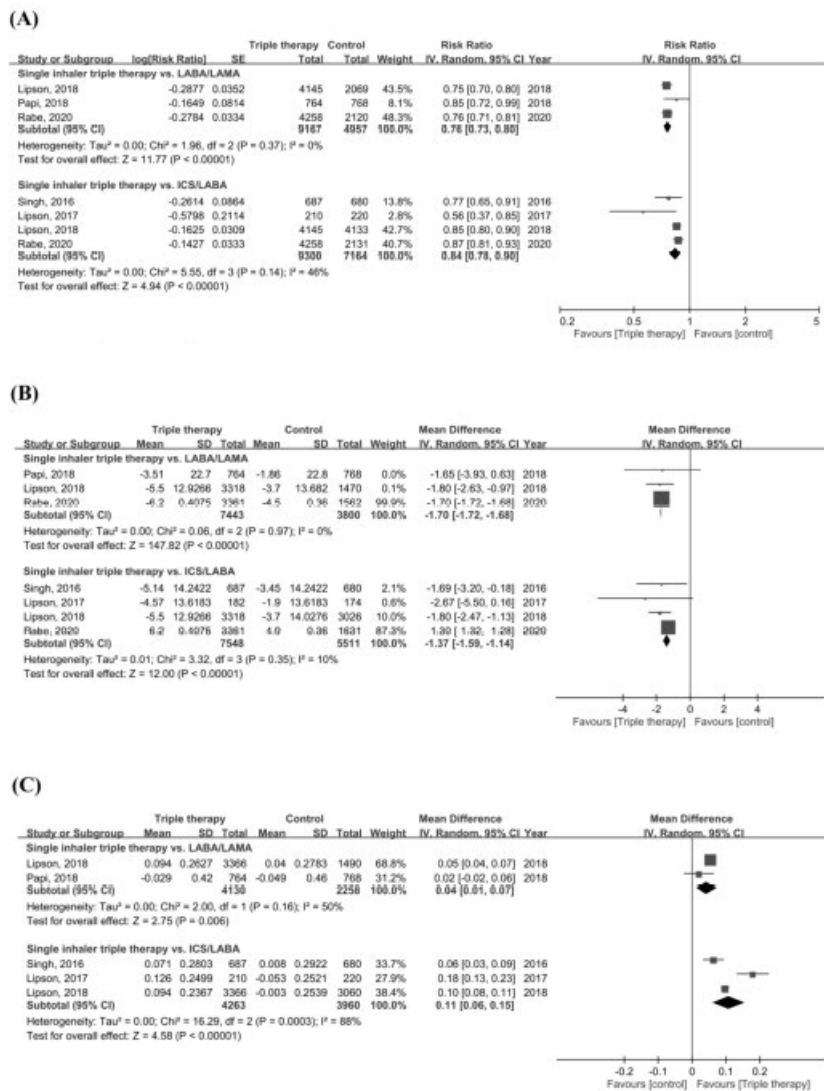 (A)
Triple therapy Control Risk Ratio Risk Ratio
Study or Subgroup log[Risk Ratio] SE Total Total Weight IV. Random. 95% CI Year IV. Random. 95% CI
Single inhaler triple therapy vs. LABA/LAMA
Lipson, 2018 -0.2877 0.0352 4145 2069 43.5% 0.75 [0.70, 0.80] 2018
Papi, 2018 -0.1649 0.0814 764 768 8.1% 0.85 [0.72, 0.99] 2018
Rabe, 2020 -0.2784 0.0334 4258 2120 48.3% 0.76 [0.71, 0.81] 2020
Subtotal (95% CI) 9167 4957 100.0% 0.76 [0.73, 0.80]
Heterogeneity: Tau² = 0.00; Chi² = 1.96, df = 2 (P = 0.37); I² = 0%
Test for overall effect: Z = 11.77 (P < 0.00001)
Single inhaler triple therapy vs. ICS/LABA
Singh, 2016 -0.2614 0.0864 687 680 13.8% 0.77 [0.65, 0.91] 2016
Lipson, 2017 -0.5798 0.2114 210 220 2.8% 0.56 [0.37, 0.85] 2017
Lipson, 2018 -0.1625 0.0309 4145 4133 42.7% 0.85 [0.80, 0.90] 2018
Rabe, 2020 -0.1427 0.0333 4258 2131 40.7% 0.87 [0.81, 0.93] 2020
Subtotal (95% CI) 9300 7164 100.0% 0.84 [0.78, 0.90]
Heterogeneity: Tau² = 0.00; Chi² = 5.55, df = 3 (P = 0.14); I² = 46%
Test for overall effect: Z = 4.94 (P < 0.00001)
0.2 0.5 1 2 5
Favours [Triple therapy] Favours [control]
(B)
Triple therapy Control Mean Difference Mean Difference
Study or Subgroup Mean SD Total Mean SD Total Weight IV. Random. 95% CI Year IV. Random. 95% CI
Single inhaler triple therapy vs. LABA/LAMA
Papi, 2018 -3.51 22.7 764 -1.86 22.8 768 0.0% -1.65 [-3.93, 0.63] 2018
Lipson, 2018 -5.5 12.9266 3318 -3.7 13.682 1470 0.1% -1.80 [-2.63, -0.97] 2018
Rabe, 2020 -6.2 0.4075 3361 -4.5 0.36 1562 99.9% -1.70 [-1.72, -1.68] 2020
Subtotal (95% CI) 7443 3800 100.0% -1.70 [-1.72, -1.68]
Heterogeneity: Tau² = 0.00; Chi² = 0.06, df = 2 (P = 0.97); I² = 0%
Test for overall effect: Z = 147.82 (P < 0.00001)
Single inhaler triple therapy vs. ICS/LABA
Singh, 2016 -5.14 14.2422 687 -3.45 14.2422 680 2.1% -1.69 [-3.20, -0.18] 2016
Lipson, 2017 -4.57 13.6183 182 -1.9 13.6183 174 0.6% -2.67 [-5.50, 0.16] 2017
Lipson, 2018 -5.5 12.9266 3318 -3.7 14.0276 3026 10.0% -1.80 [-2.47, -1.13] 2018
Rabe, 2020 3361 0.36 1631 87.3% 2020
Subtotal (95% CI) 7548 5511 100.0% -1.37 [-1.59, -1.14]
Heterogeneity: Tau² = 0.01; Chi² = 3.32, df = 3 (P = 0.35); I² = 10%
Test for overall effect: Z = 12.00 (P < 0.00001)
-4 -2 0 2 4
Favours [Triple therapy] Favours [control]
(C)
Triple therapy Control Mean Difference Mean Difference
Study or Subgroup Mean SD Total Mean SD Total Weight IV. Random. 95% CI Year IV. Random. 95% CI
Single inhaler triple therapy vs. LABA/LAMA
Lipson, 2018 0.094 0.2627 3366 0.04 0.2783 1490 68.8% 0.05 [0.04, 0.07] 2018
Papi, 2018 -0.029 0.42 764 -0.049 0.46 768 31.2% 0.02 [-0.02, 0.06] 2018
Subtotal (95% CI) 4130 2258 100.0% 0.04 [0.01, 0.07]
Heterogeneity: Tau² = 0.00; Chi² = 2.00, df = 1 (P = 0.16); I² = 50%
Test for overall effect: Z = 2.75 (P = 0.006)
Single inhaler triple therapy vs. ICS/LABA
Singh, 2016 0.071 0.2803 687 0.008 0.2922 680 33.7% 0.06 [0.03, 0.09] 2016
Lipson, 2017 0.126 0.2499 210 -0.053 0.2521 220 27.9% 0.18 [0.13, 0.23] 2017
Lipson, 2018 0.094 0.2367 3366 -0.003 0.2539 3060 38.4% 0.10 [0.08, 0.11] 2018
Subtotal (95% CI) 4263 3960 100.0% 0.11 [0.06, 0.15]
Heterogeneity: Tau² = 0.00; Chi² = 16.29, df = 2 (P = 0.0003); I² = 88%
Test for overall effect: Z = 4.58 (P < 0.00001)
-0.2 -0.1 0 0.1 0.2
Favours [control] Favours [Triple therapy]